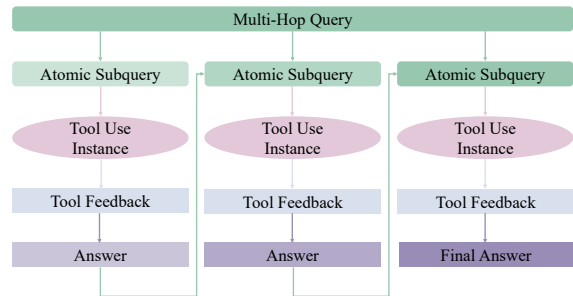 Multi-Hop Query
Atomic Subquery
Tool Use
Instance
Tool Feedback
Answer
Atomic Subquery
Tool Use
Instance
Tool Feedback
Answer
Atomic Subquery
Tool Use
Instance
Tool Feedback
Final Answer